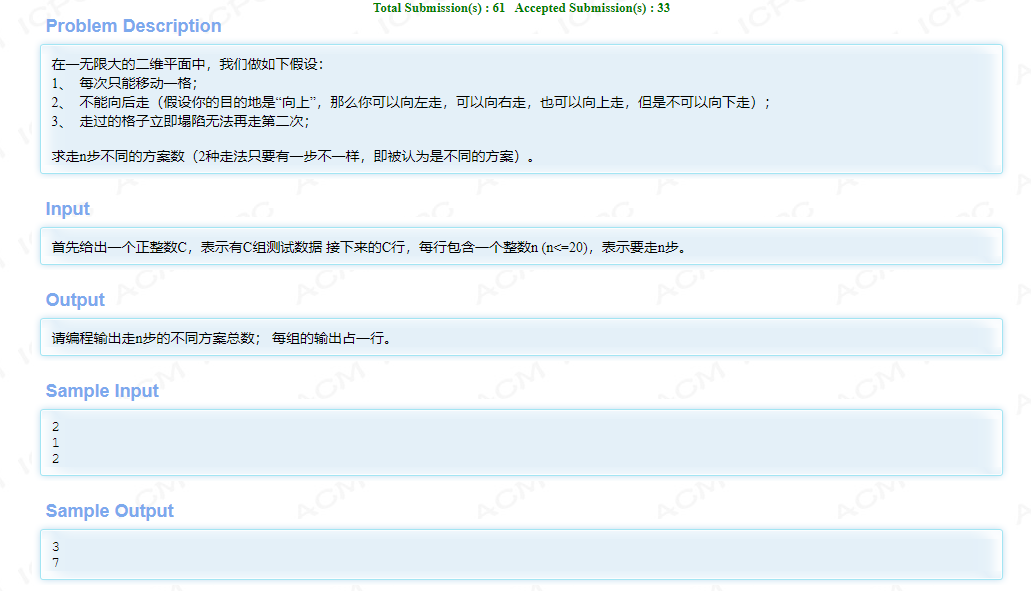 Total Submission(s) : 61   Accepted Submission(s) : 33
Problem Description
在一无限大的二维平面中，我们做如下假设：
1、 每次只能移动一格；
2、 不能向后走（假设你的目的地是“向上”，那么你可以向左走，可以向右走，也可以向上走，但是不可以向下走）；
3、 走过的格子立即塌陷无法再走第二次；
求走n步不同的方案数（2种走法只要有一步不一样，即被认为是不同的方案）。
Input
首先给出一个正整数C，表示有C组测试数据 接下来的C行，每行包含一个整数n (n<=20)，表示要走n步。
Output
请编程输出走n步的不同方案总数； 每组的输出占一行。
Sample Input
2
1
2
Sample Output
3
7